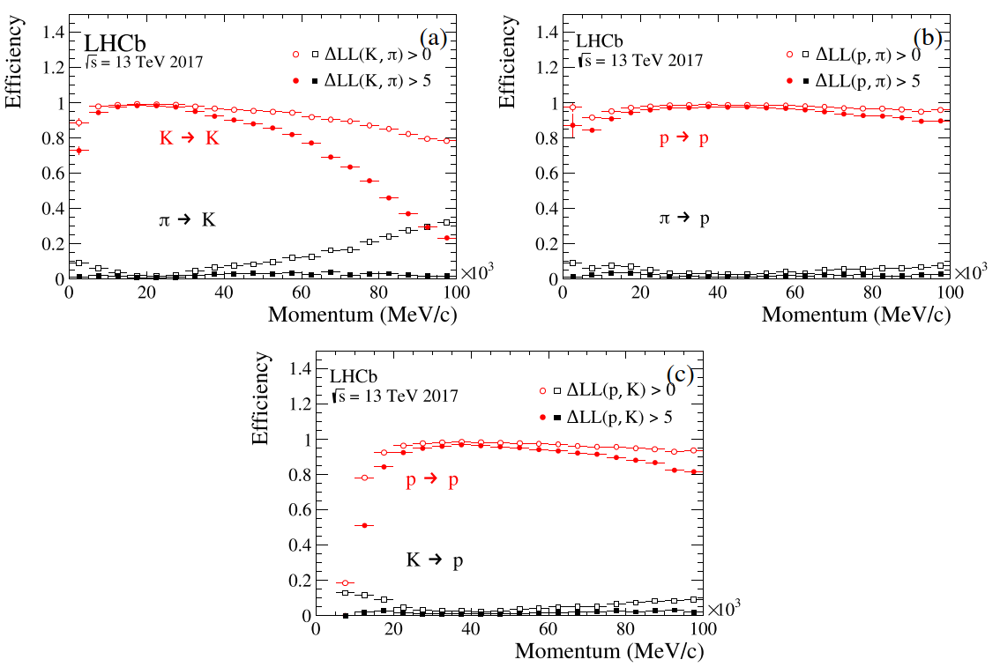 Efficiency
1.4
1.2
1
0.8
0.6
0.4
0.2
0
LHCb
√s = 13 TeV 2017
(a)
ΔLL(K, π) > 0
ΔLL(K, π) > 5
K → K
π → K
0 20 40 60 80 100
×10³
Momentum (MeV/c)
Efficiency
1.4
1.2
1
0.8
0.6
0.4
0.2
0
LHCb
√s = 13 TeV 2017
(b)
ΔLL(p, π) > 0
ΔLL(p, π) > 5
p → p
π → p
0 20 40 60 80 100
×10³
Momentum (MeV/c)
Efficiency
1.4
1.2
1
0.8
0.6
0.4
0.2
0
LHCb
√s = 13 TeV 2017
(c)
ΔLL(p, K) > 0
ΔLL(p, K) > 5
p → p
K → p
0 20 40 60 80 100
×10³
Momentum (MeV/c)